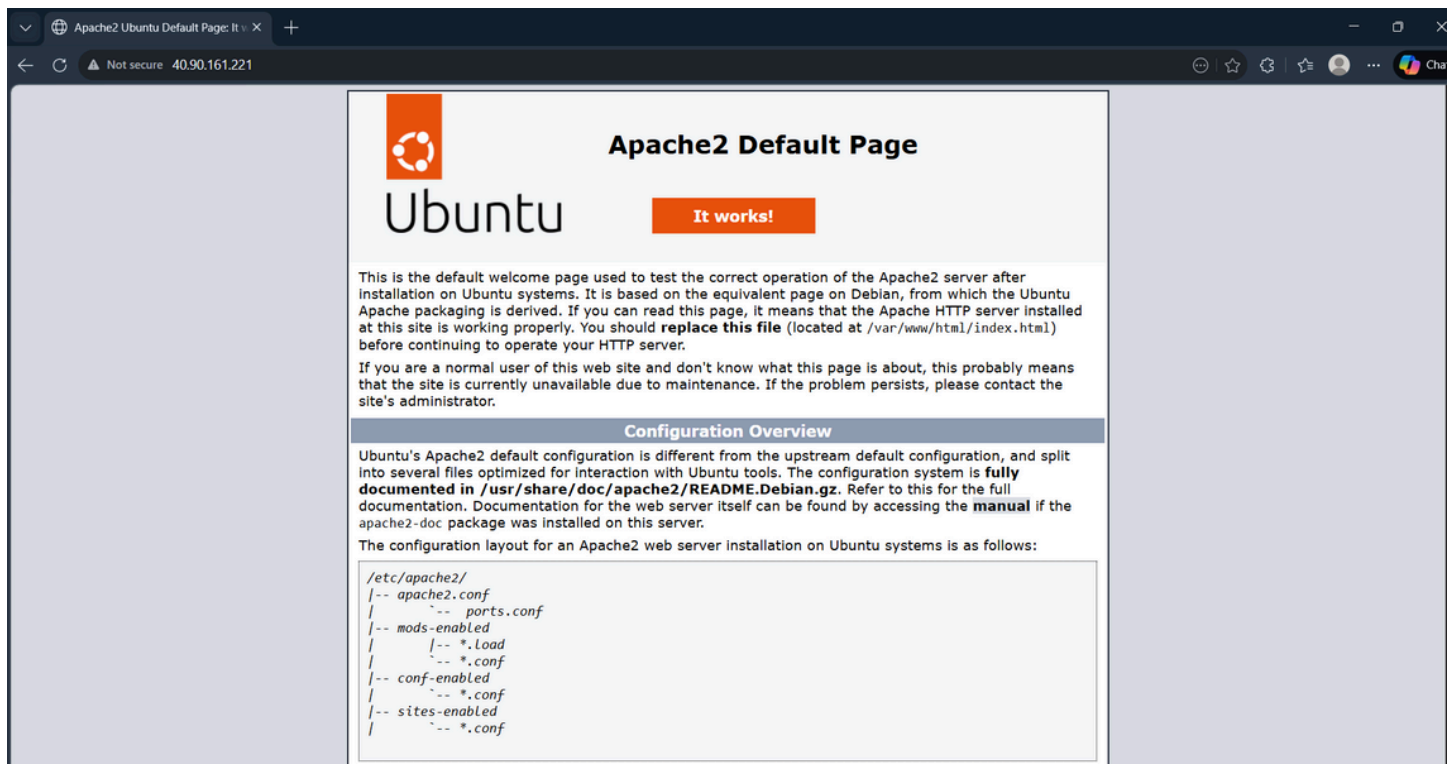 Apache2 Ubuntu Default Page: It w
Not secure 40.90.161.221
Chat
Apache2 Default Page
Ubuntu
It works!
This is the default welcome page used to test the correct operation of the Apache2 server after
installation on Ubuntu systems. It is based on the equivalent page on Debian, from which the Ubuntu
Apache packaging is derived. If you can read this page, it means that the Apache HTTP server installed
at this site is working properly. You should replace this file (located at /var/www/html/index.html)
before continuing to operate your HTTP server.
If you are a normal user of this web site and don't know what this page is about, this probably means
that the site is currently unavailable due to maintenance. If the problem persists, please contact the
site's administrator.
Configuration Overview
Ubuntu's Apache2 default configuration is different from the upstream default configuration, and split
into several files optimized for interaction with Ubuntu tools. The configuration system is fully
documented in /usr/share/doc/apache2/README.Debian.gz. Refer to this for the full
documentation. Documentation for the web server itself can be found by accessing the manual if the
apache2-doc package was installed on this server.
The configuration layout for an Apache2 web server installation on Ubuntu systems is as follows:
/etc/apache2/
|-- apache2.conf
|       `--  ports.conf
|-- mods-enabled
|       |-- *.load
|       `-- *.conf
|-- conf-enabled
|       `-- *.conf
|-- sites-enabled
|       `-- *.conf